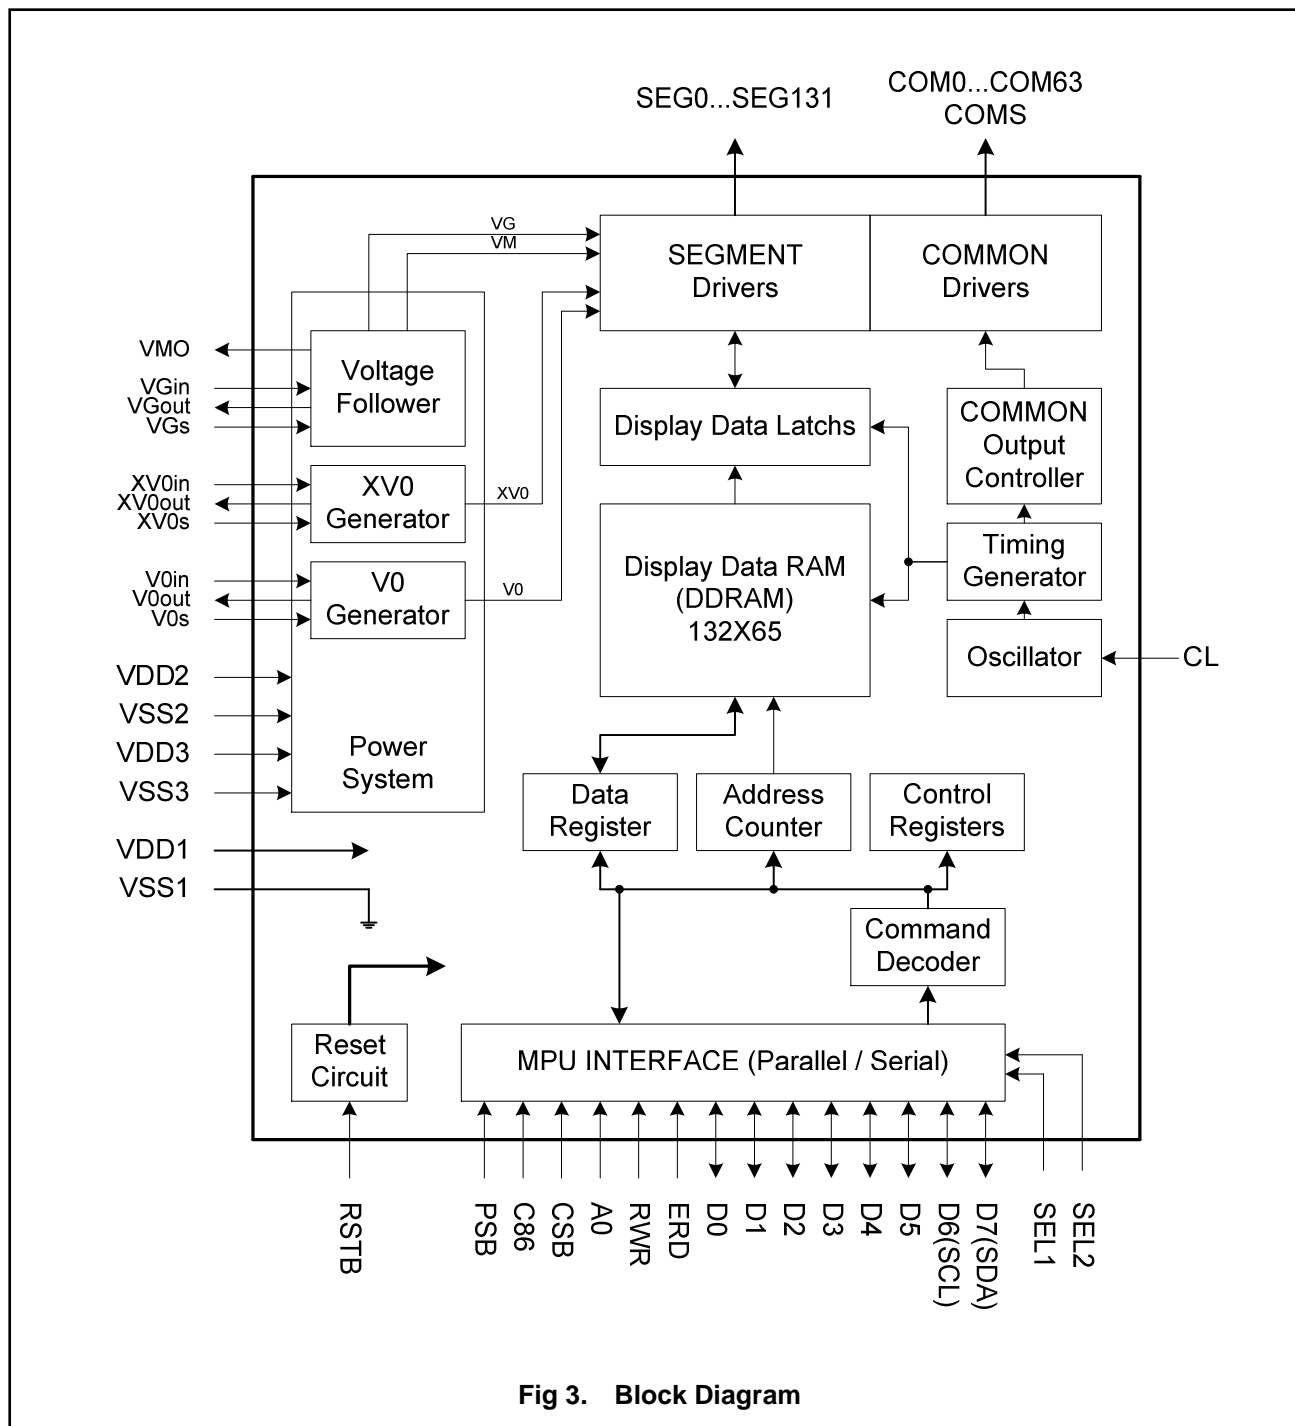 SEG0...SEG131
COM0...COM63
COMS
VG
VM
SEGMENT
Drivers
COMMON
Drivers
VMO
VGin
VGout
VGs
Voltage
Follower
Display Data Latchs
COMMON
Output
Controller
XV0in
XV0out
XV0s
XV0
Generator
XV0
Timing
Generator
Display Data RAM
(DDRAM)
132X65
V0in
V0out
V0s
V0
Generator
V0
Oscillator
CL
VDD2
VSS2
VDD3
VSS3
Power
System
Data
Register
Address
Counter
Control
Registers
VDD1
VSS1
Command
Decoder
Reset
Circuit
MPU INTERFACE (Parallel / Serial)
RSTB
PSB
C86
CSB
A0
RWR
ERD
D0
D1
D2
D3
D4
D5
D6(SCL)
D7(SDA)
SEL1
SEL2
Fig 3. Block Diagram